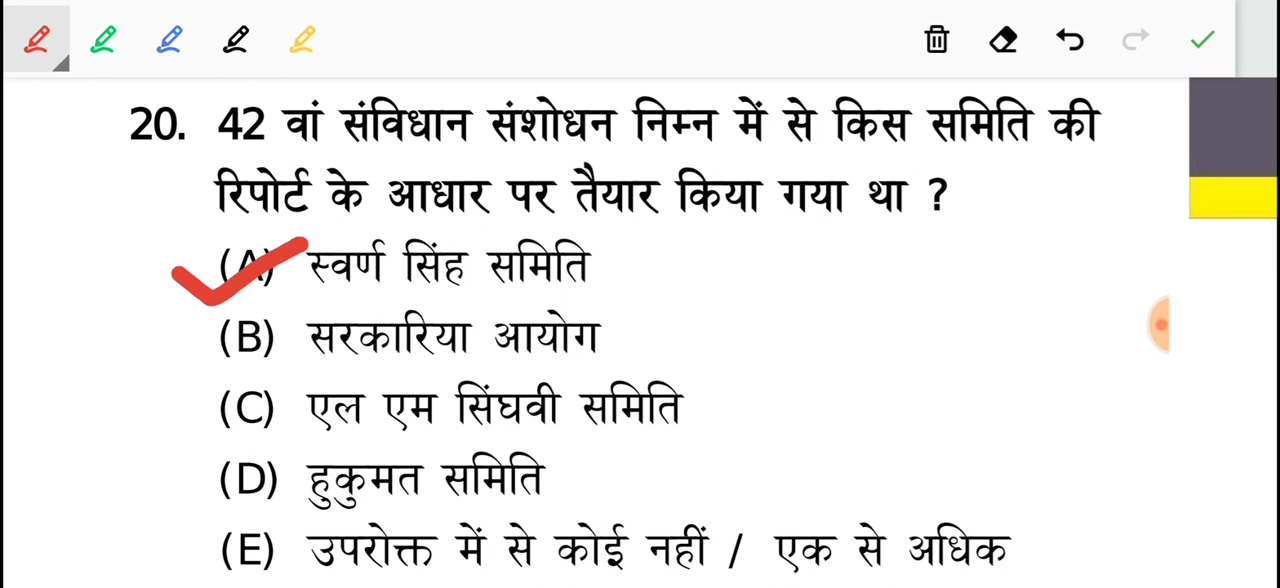 20. 42 वां संविधान संशोधन निम्न में से किस समिति की
रिपोर्ट के आधार पर तैयार किया गया था ?
(A) स्वर्ण सिंह समिति
(B) सरकारिया आयोग
(C) एल एम सिंघवी समिति
(D) हुकुमत समिति
(E) उपरोक्त में से कोई नहीं / एक से अधिक